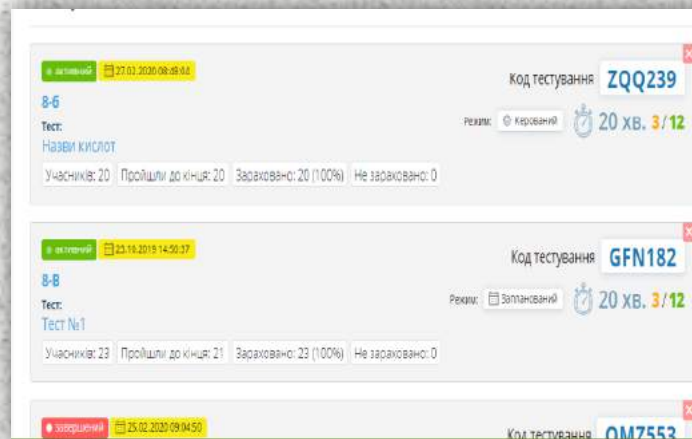 активний 27.02.2020 08:49:04
Код тестування ZQQ239
8-б
Режим: Керований 20 хв. 3/12
Тест:
Назви кислот
Учасників: 20 Пройшли до кінця: 20 Зараховано: 20 (100%) Не зараховано: 0
активний 23.10.2019 14:50:37
Код тестування GFN182
8-В
Режим: Запланований 20 хв. 3/12
Тест:
Тест №1
Учасників: 23 Пройшли до кінця: 21 Зараховано: 23 (100%) Не зараховано: 0
завершений 25.02.2020 09:04:50
Код тестування QMZ553